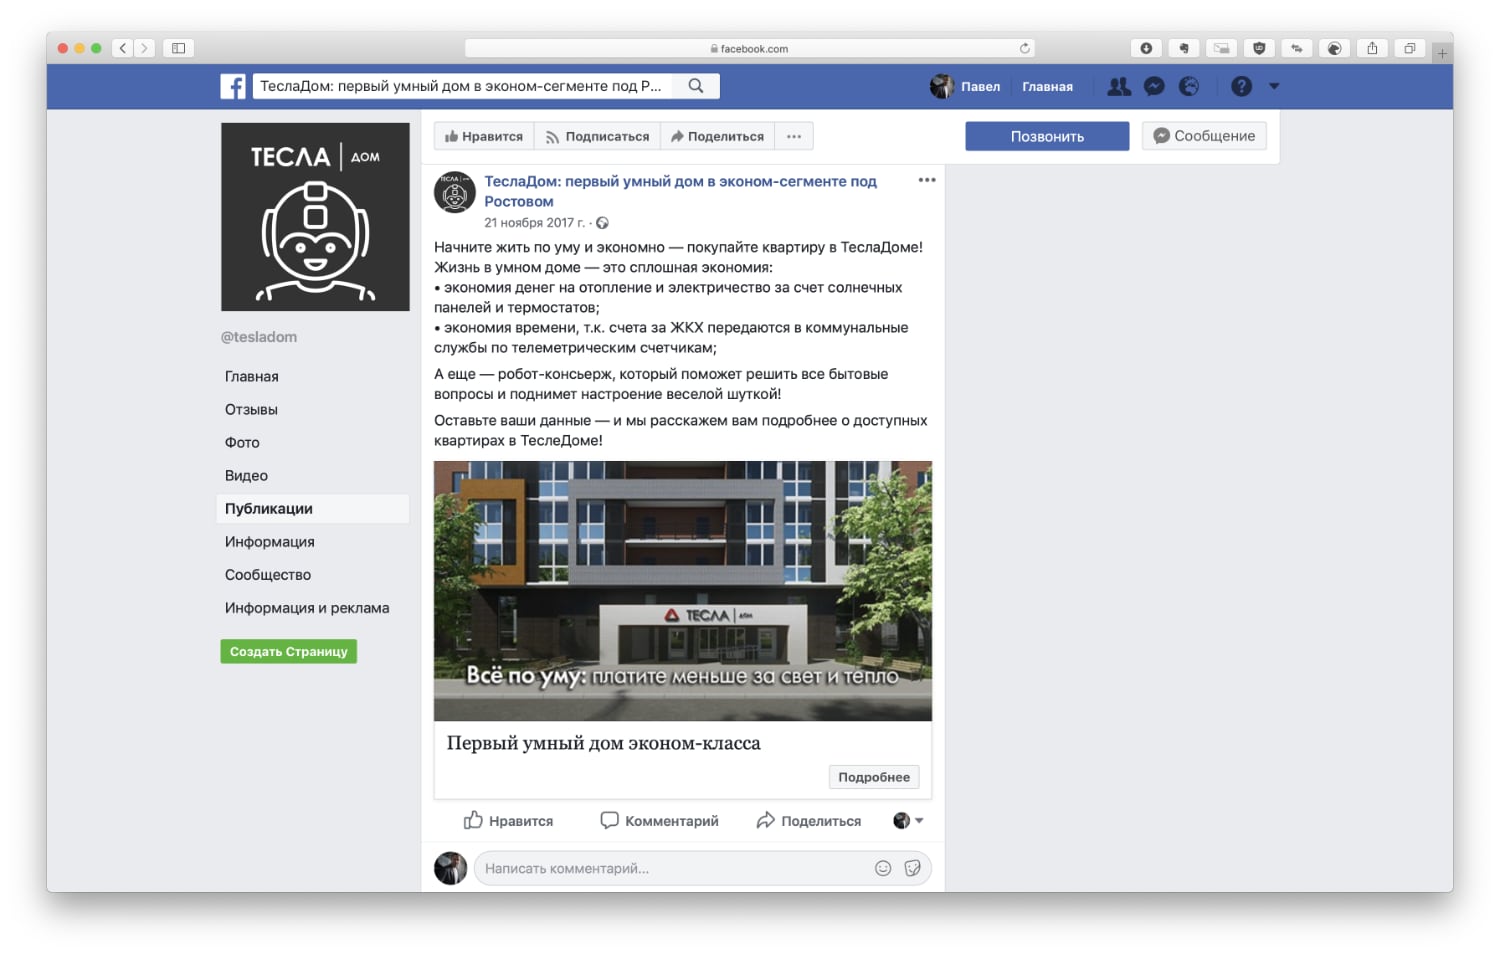 facebook.com
ТеслаДом: первый умный дом в эконом-сегменте под Р...
Павел
Главная
ТЕСЛА | ДОМ
@tesladom
Главная
Отзывы
Фото
Видео
Публикации
Информация
Сообщество
Информация и реклама
Создать Страницу
Нравится
Подписаться
Поделиться
Позвонить
Сообщение
ТеслаДом: первый умный дом в эконом-сегменте под
Ростовом
21 ноября 2017 г. ·
Начните жить по уму и экономно — покупайте квартиру в ТеслаДоме!
Жизнь в умном доме — это сплошная экономия:
• экономия денег на отопление и электричество за счет солнечных
панелей и термостатов;
• экономия времени, т.к. счета за ЖКХ передаются в коммунальные
службы по телеметрическим счетчикам;
А еще — робот-консьерж, который поможет решить все бытовые
вопросы и поднимет настроение веселой шуткой!
Оставьте ваши данные — и мы расскажем вам подробнее о доступных
квартирах в ТеслеДоме!
ТЕСЛА | ДОМ
Всё по уму: платите меньше за свет и тепло
Первый умный дом эконом-класса
Подробнее
Нравится
Комментарий
Поделиться
Написать комментарий...